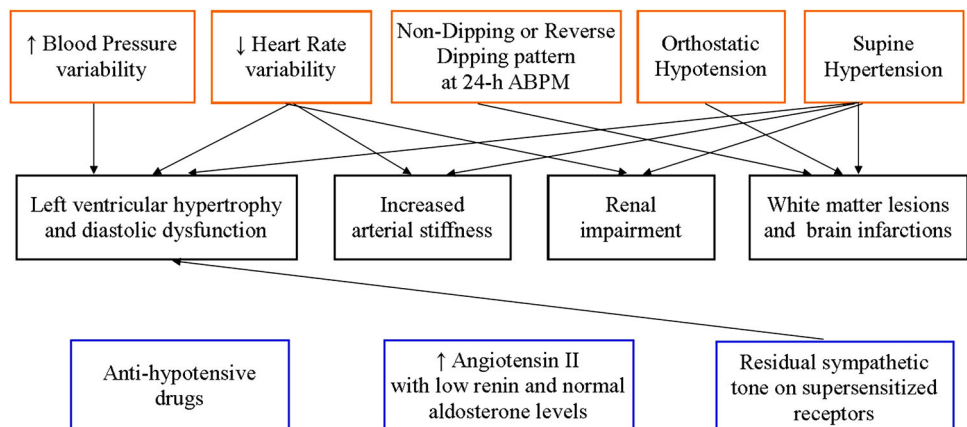 ↑ Blood Pressure
variability
↓ Heart Rate
variability
Non-Dipping or Reverse
Dipping pattern
at 24-h ABPM
Orthostatic
Hypotension
Supine
Hypertension
Left ventricular hypertrophy
and diastolic dysfunction
Increased
arterial stiffness
Renal
impairment
White matter lesions
and brain infarctions
Anti-hypotensive
drugs
↑ Angiotensin II
with low renin and normal
aldosterone levels
Residual sympathetic
tone on supersensitized
receptors